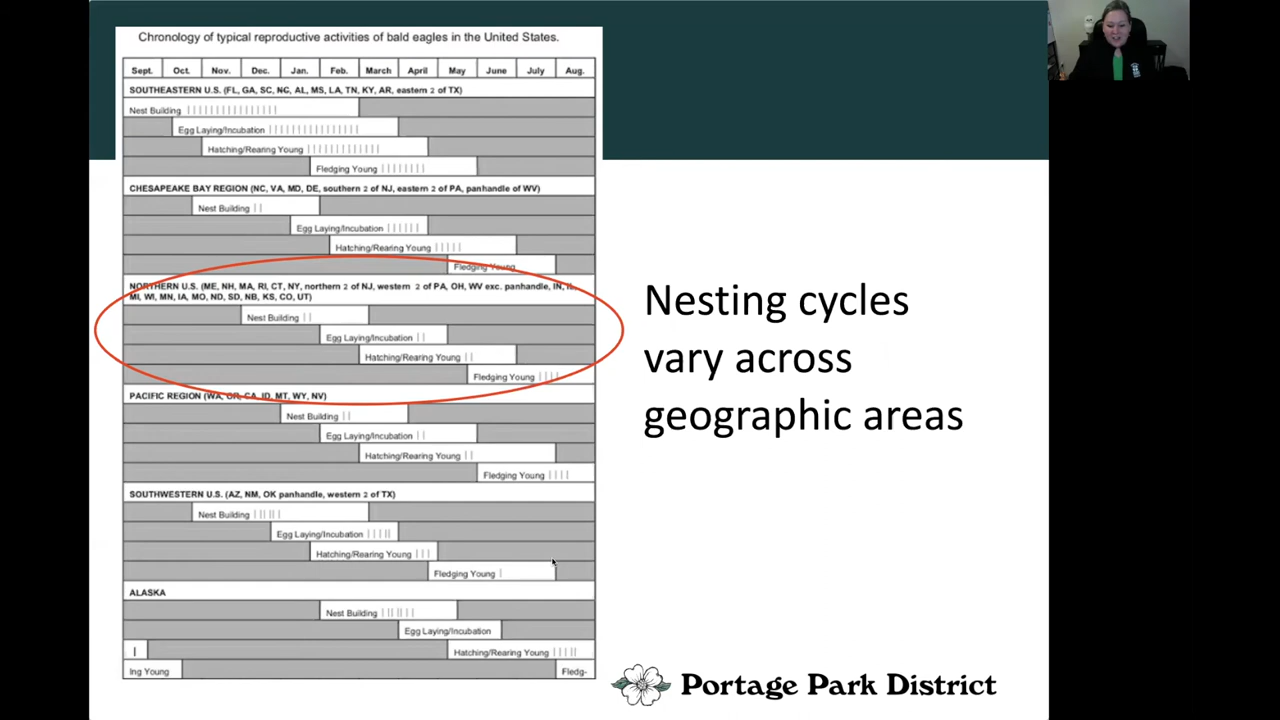 Chronology of typical reproductive activities of bald eagles in the United States.
Sept. Oct. Nov. Dec. Jan. Feb. March April May June July Aug.
SOUTHEASTERN U.S. (FL, GA, SC, NC, AL, MS, LA, TN, KY, AR, eastern 2 of TX)
Nest Building
Egg Laying/Incubation
Hatching/Rearing Young
Fledging Young
CHESAPEAKE BAY REGION (NC, VA, MD, DE, southern 2 of NJ, eastern 2 of PA, panhandle of WV)
Nest Building
Egg Laying/Incubation
Hatching/Rearing Young
Fledging Young
NORTHERN U.S. (ME, NH, MA, RI, CT, NY, northern 2 of NJ, western 2 of PA, OH, WV exc. panhandle, IN,
MI, WI, MN, IA, MO, ND, SD, NB, KS, CO, UT)
Nest Building
Egg Laying/Incubation
Hatching/Rearing Young
Fledging Young
PACIFIC REGION (WA, OR, CA, ID, MT, WY, NV)
Nest Building
Egg Laying/Incubation
Hatching/Rearing Young
Fledging Young
SOUTHWESTERN U.S. (AZ, NM, OK panhandle, western 2 of TX)
Nest Building
Egg Laying/Incubation
Hatching/Rearing Young
Fledging Young
ALASKA
Nest Building
Egg Laying/Incubation
Hatching/Rearing Young
Ing Young Fledg-
Nesting cycles
vary across
geographic areas
Portage Park District